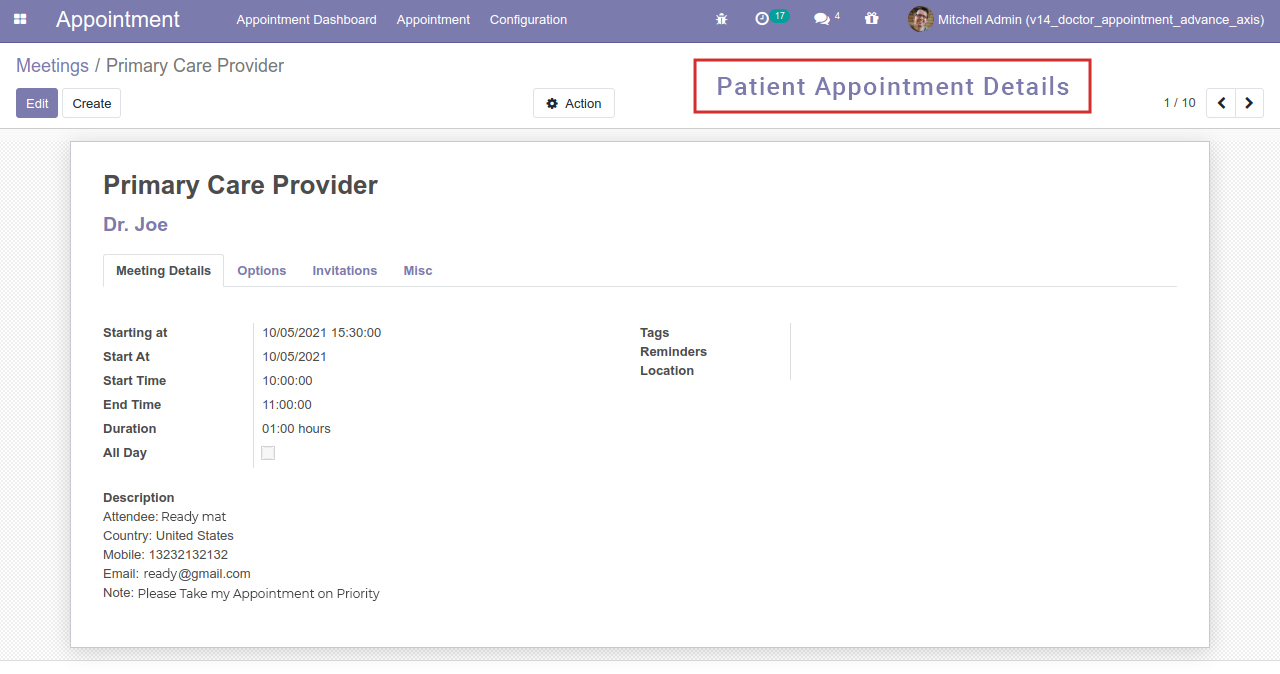 Appointment Appointment Dashboard Appointment Configuration 17 4 Mitchell Admin (v14_doctor_appointment_advance_axis)
Meetings / Primary Care Provider
Patient Appointment Details
Edit Create Action 1 / 10
Primary Care Provider
Dr. Joe
Meeting Details Options Invitations Misc
Starting at 10/05/2021 15:30:00
Start At 10/05/2021
Start Time 10:00:00
End Time 11:00:00
Duration 01:00 hours
All Day
Tags
Reminders
Location
Description
Attendee: Ready mat
Country: United States
Mobile: 13232132132
Email: ready@gmail.com
Note: Please Take my Appointment on Priority